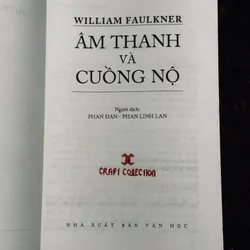 WILLIAM FAULKNER
ÂM THANH
VÀ
CUỒNG NỘ
Người dịch:
PHAN ĐAN - PHAN LINH LAN
CRAFT COLLECTION
NHÀ XUẤT BẢN VĂN HỌC